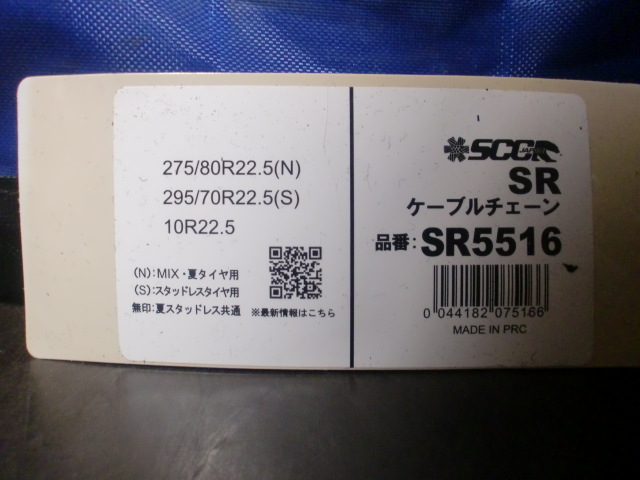 275/80R22.5(N)
295/70R22.5(S)
10R22.5
(N):MIX・夏タイヤ用
(S):スタッドレスタイヤ用
無印:夏スタッドレス共通 ※最新情報はこちら
SCC JAPAN
SR
ケーブルチェーン
品番:SR5516
0 044182 075166
MADE IN PRC